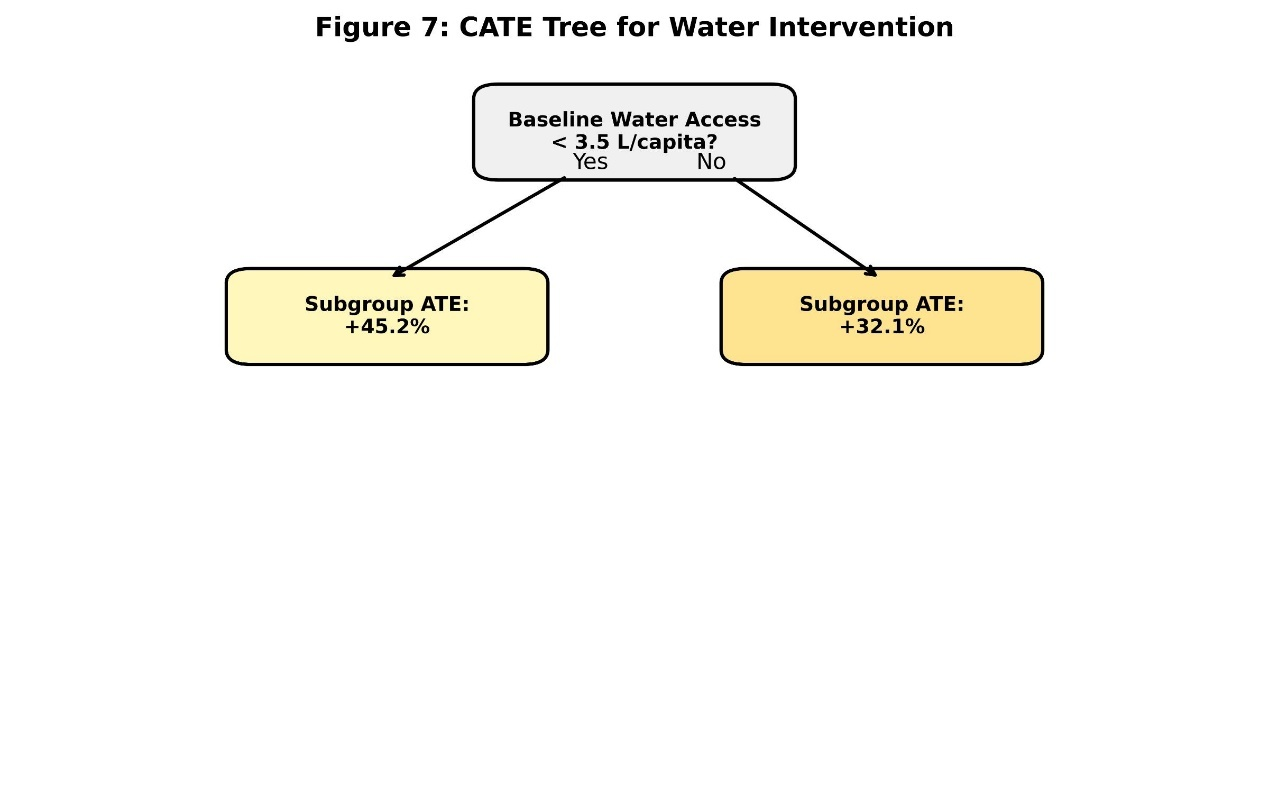 Figure 7: CATE Tree for Water Intervention
Baseline Water Access
< 3.5 L/capita?
Yes No
Subgroup ATE:
+45.2%
Subgroup ATE:
+32.1%